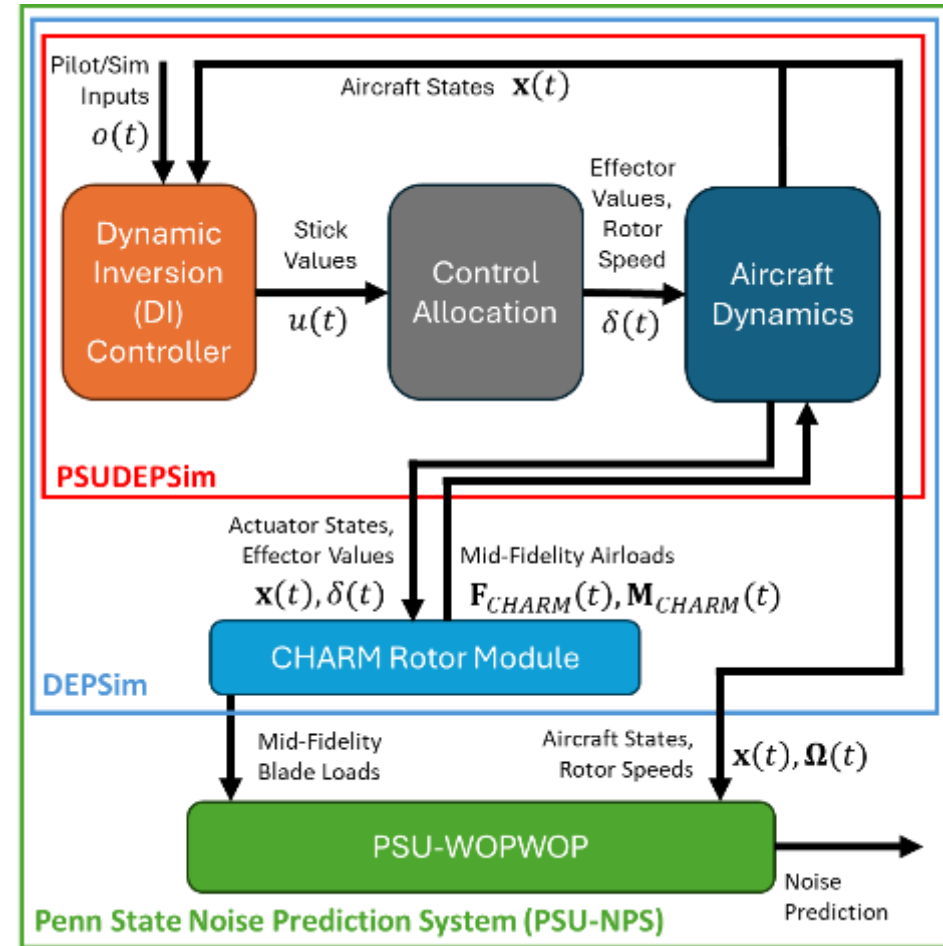 Pilot/Sim
Inputs
o(t)
Aircraft States x(t)
Dynamic
Inversion
(DI)
Controller
Stick
Values
u(t)
Control
Allocation
Effector
Values,
Rotor
Speed
δ(t)
Aircraft
Dynamics
PSUDEPSim
Actuator States,
Effector Values
x(t), δ(t)
Mid-Fidelity Airloads
F_CHARM(t), M_CHARM(t)
CHARM Rotor Module
DEPSim
Mid-Fidelity
Blade Loads
Aircraft States,
Rotor Speeds
x(t), Ω(t)
PSU-WOPWOP
Noise
Prediction
Penn State Noise Prediction System (PSU-NPS)